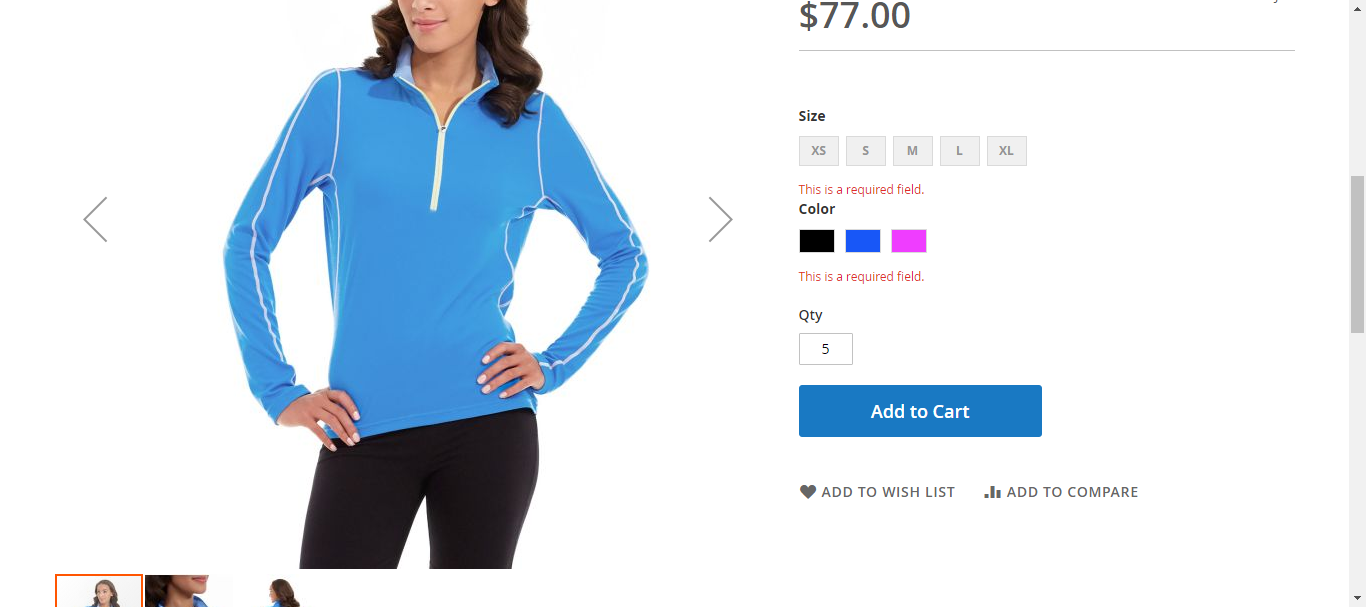 $77.00
Size
XS S M L XL
This is a required field.
Color
This is a required field.
Qty
5
Add to Cart
ADD TO WISH LIST ADD TO COMPARE